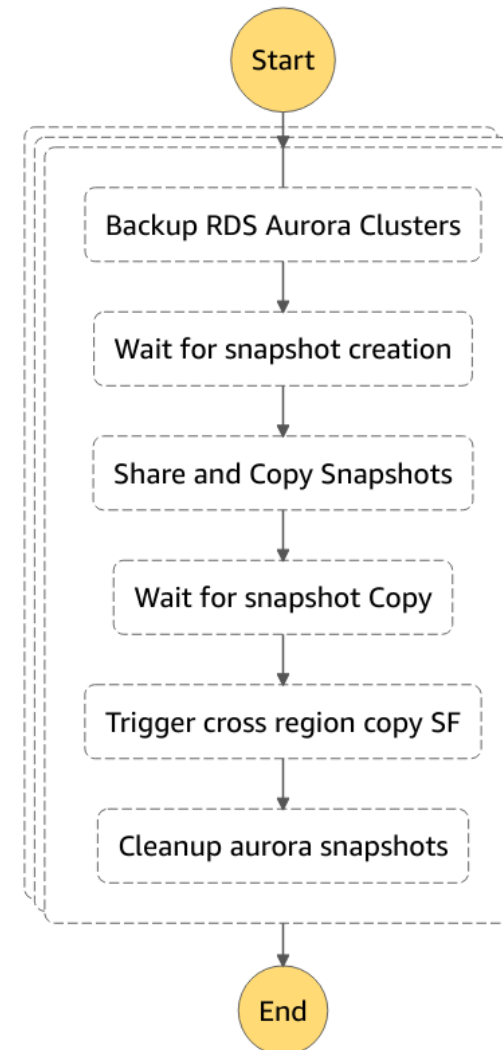 Start
Backup RDS Aurora Clusters
Wait for snapshot creation
Share and Copy Snapshots
Wait for snapshot Copy
Trigger cross region copy SF
Cleanup aurora snapshots
End